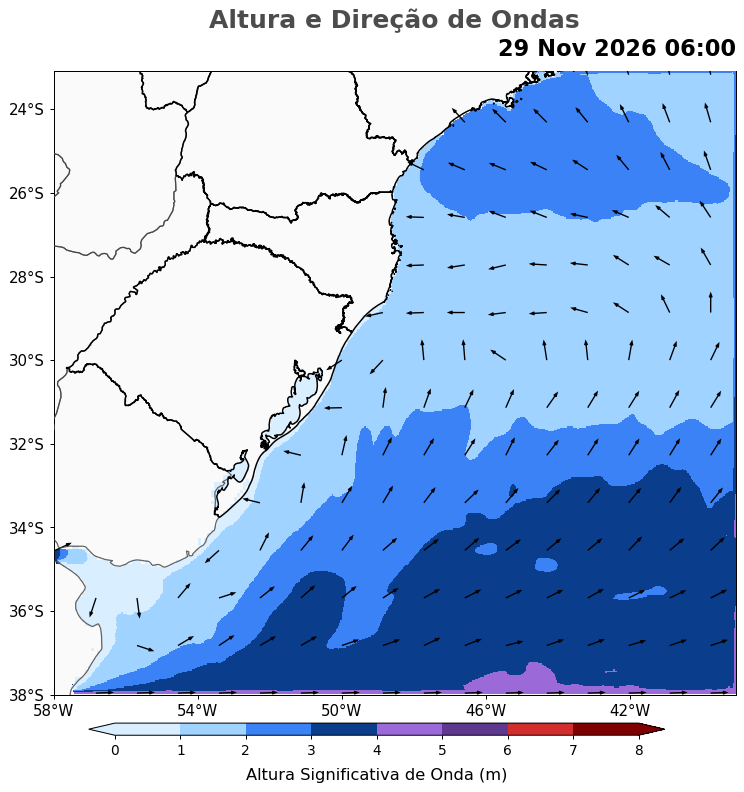 Altura e Direção de Ondas
29 Nov 2026 06:00
24°S
26°S
28°S
30°S
32°S
34°S
36°S
38°S
58°W 54°W 50°W 46°W 42°W
0 1 2 3 4 5 6 7 8
Altura Significativa de Onda (m)